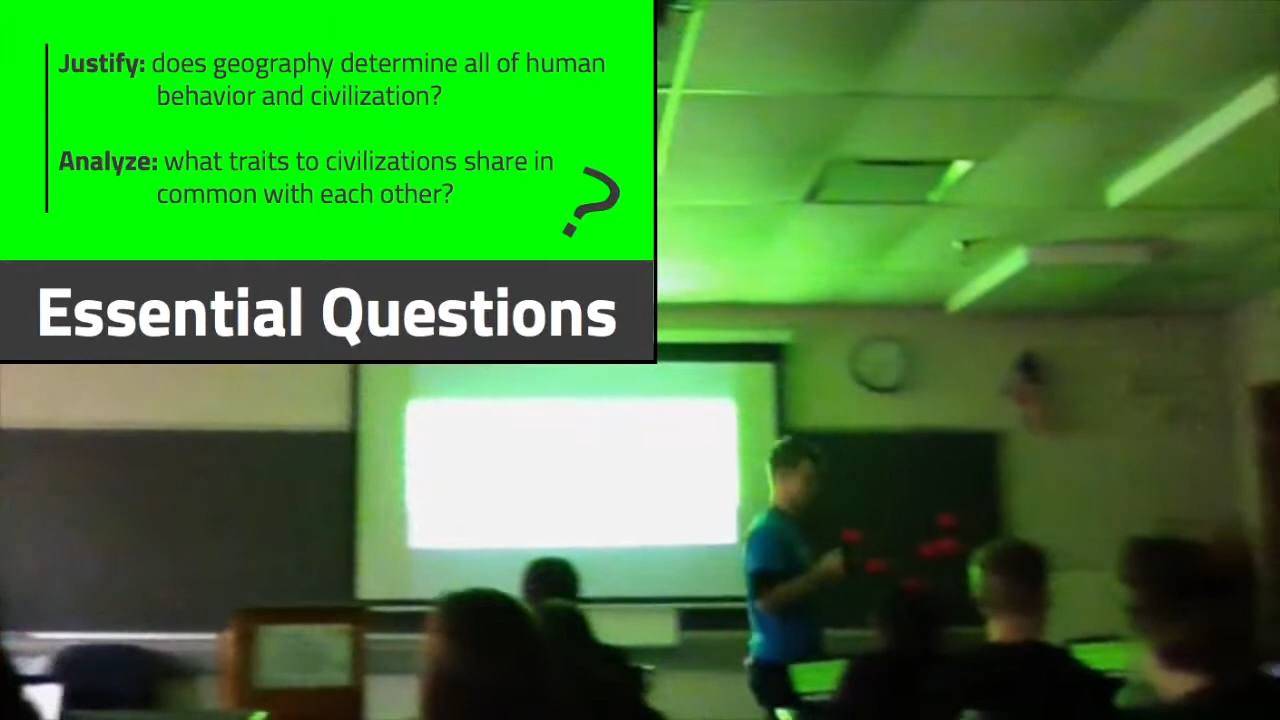 Justify: does geography determine all of human
behavior and civilization?
Analyze: what traits to civilizations share in
common with each other?
?
Essential Questions